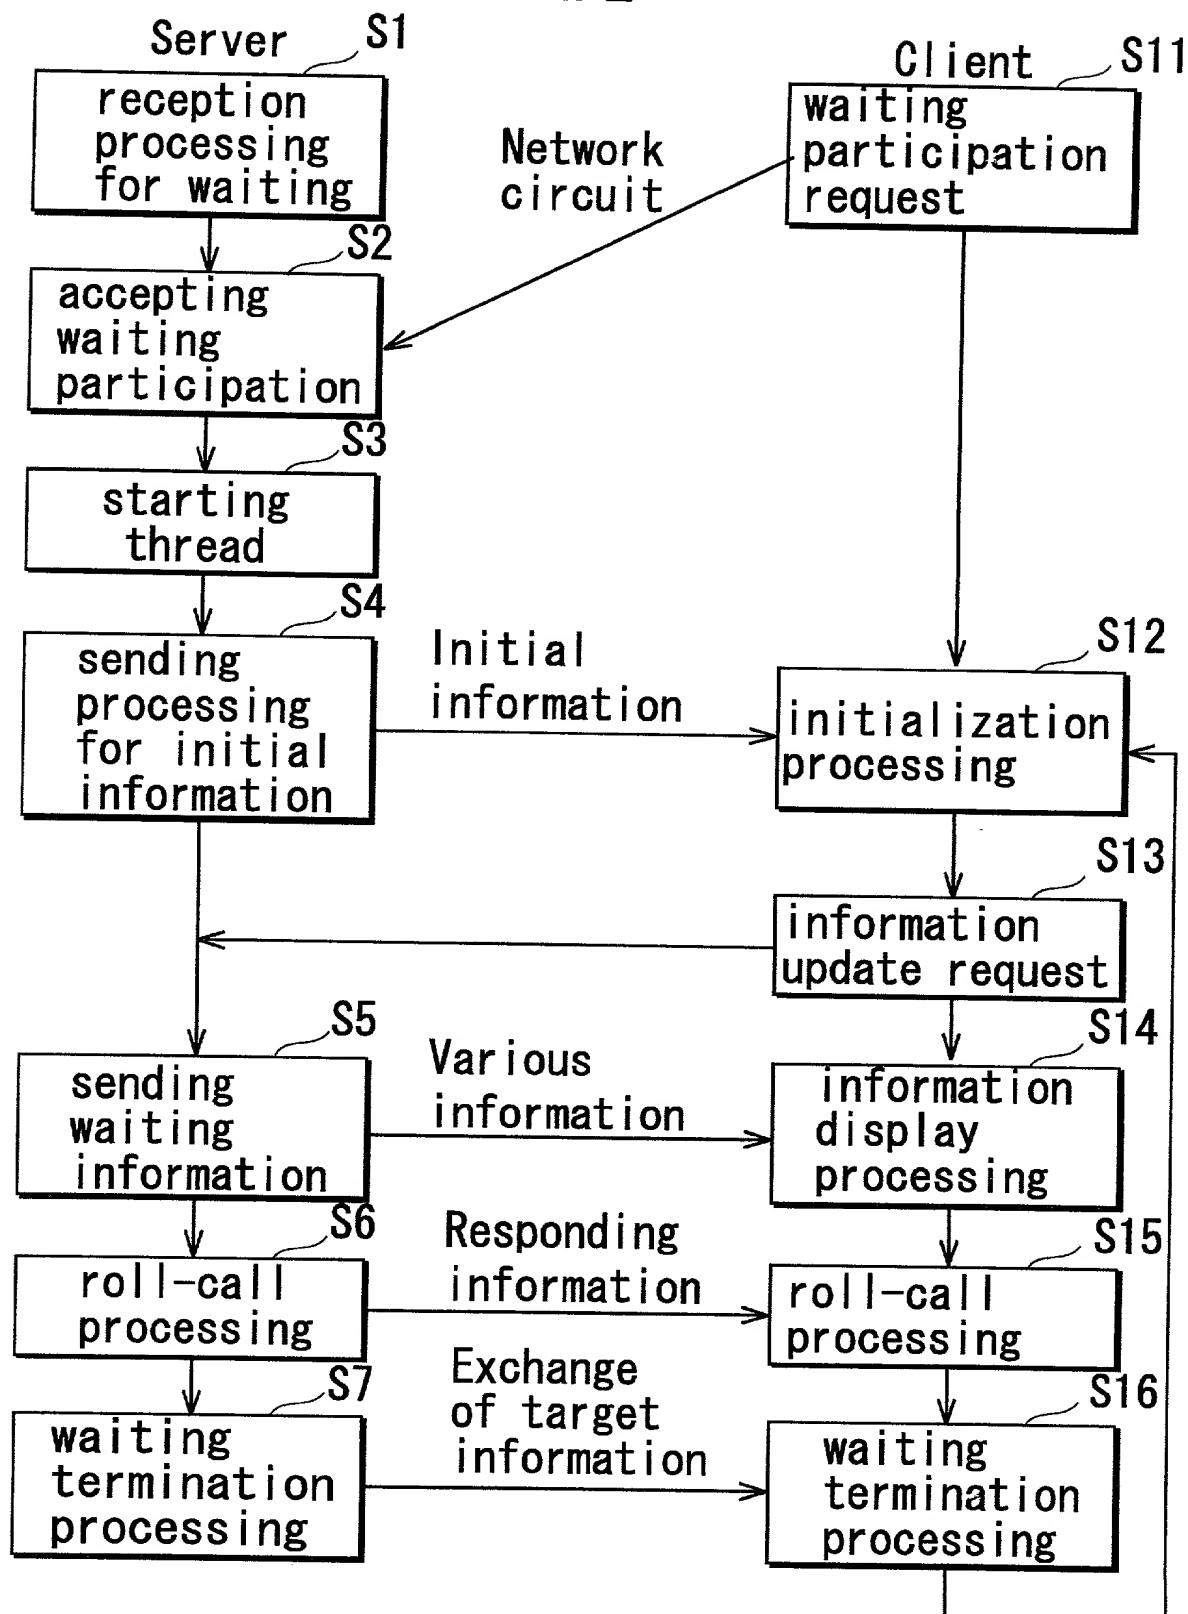 Server
S1
reception
processing
for waiting
Client
S11
waiting
participation
request
Network
circuit
S2
accepting
waiting
participation
S3
starting
thread
S4
sending
processing
for initial
information
Initial
information
S12
initialization
processing
S13
information
update request
S5
sending
waiting
information
Various
information
S14
information
display
processing
S6
roll-call
processing
Responding
information
S15
roll-call
processing
S7
waiting
termination
processing
Exchange
of target
information
S16
waiting
termination
processing